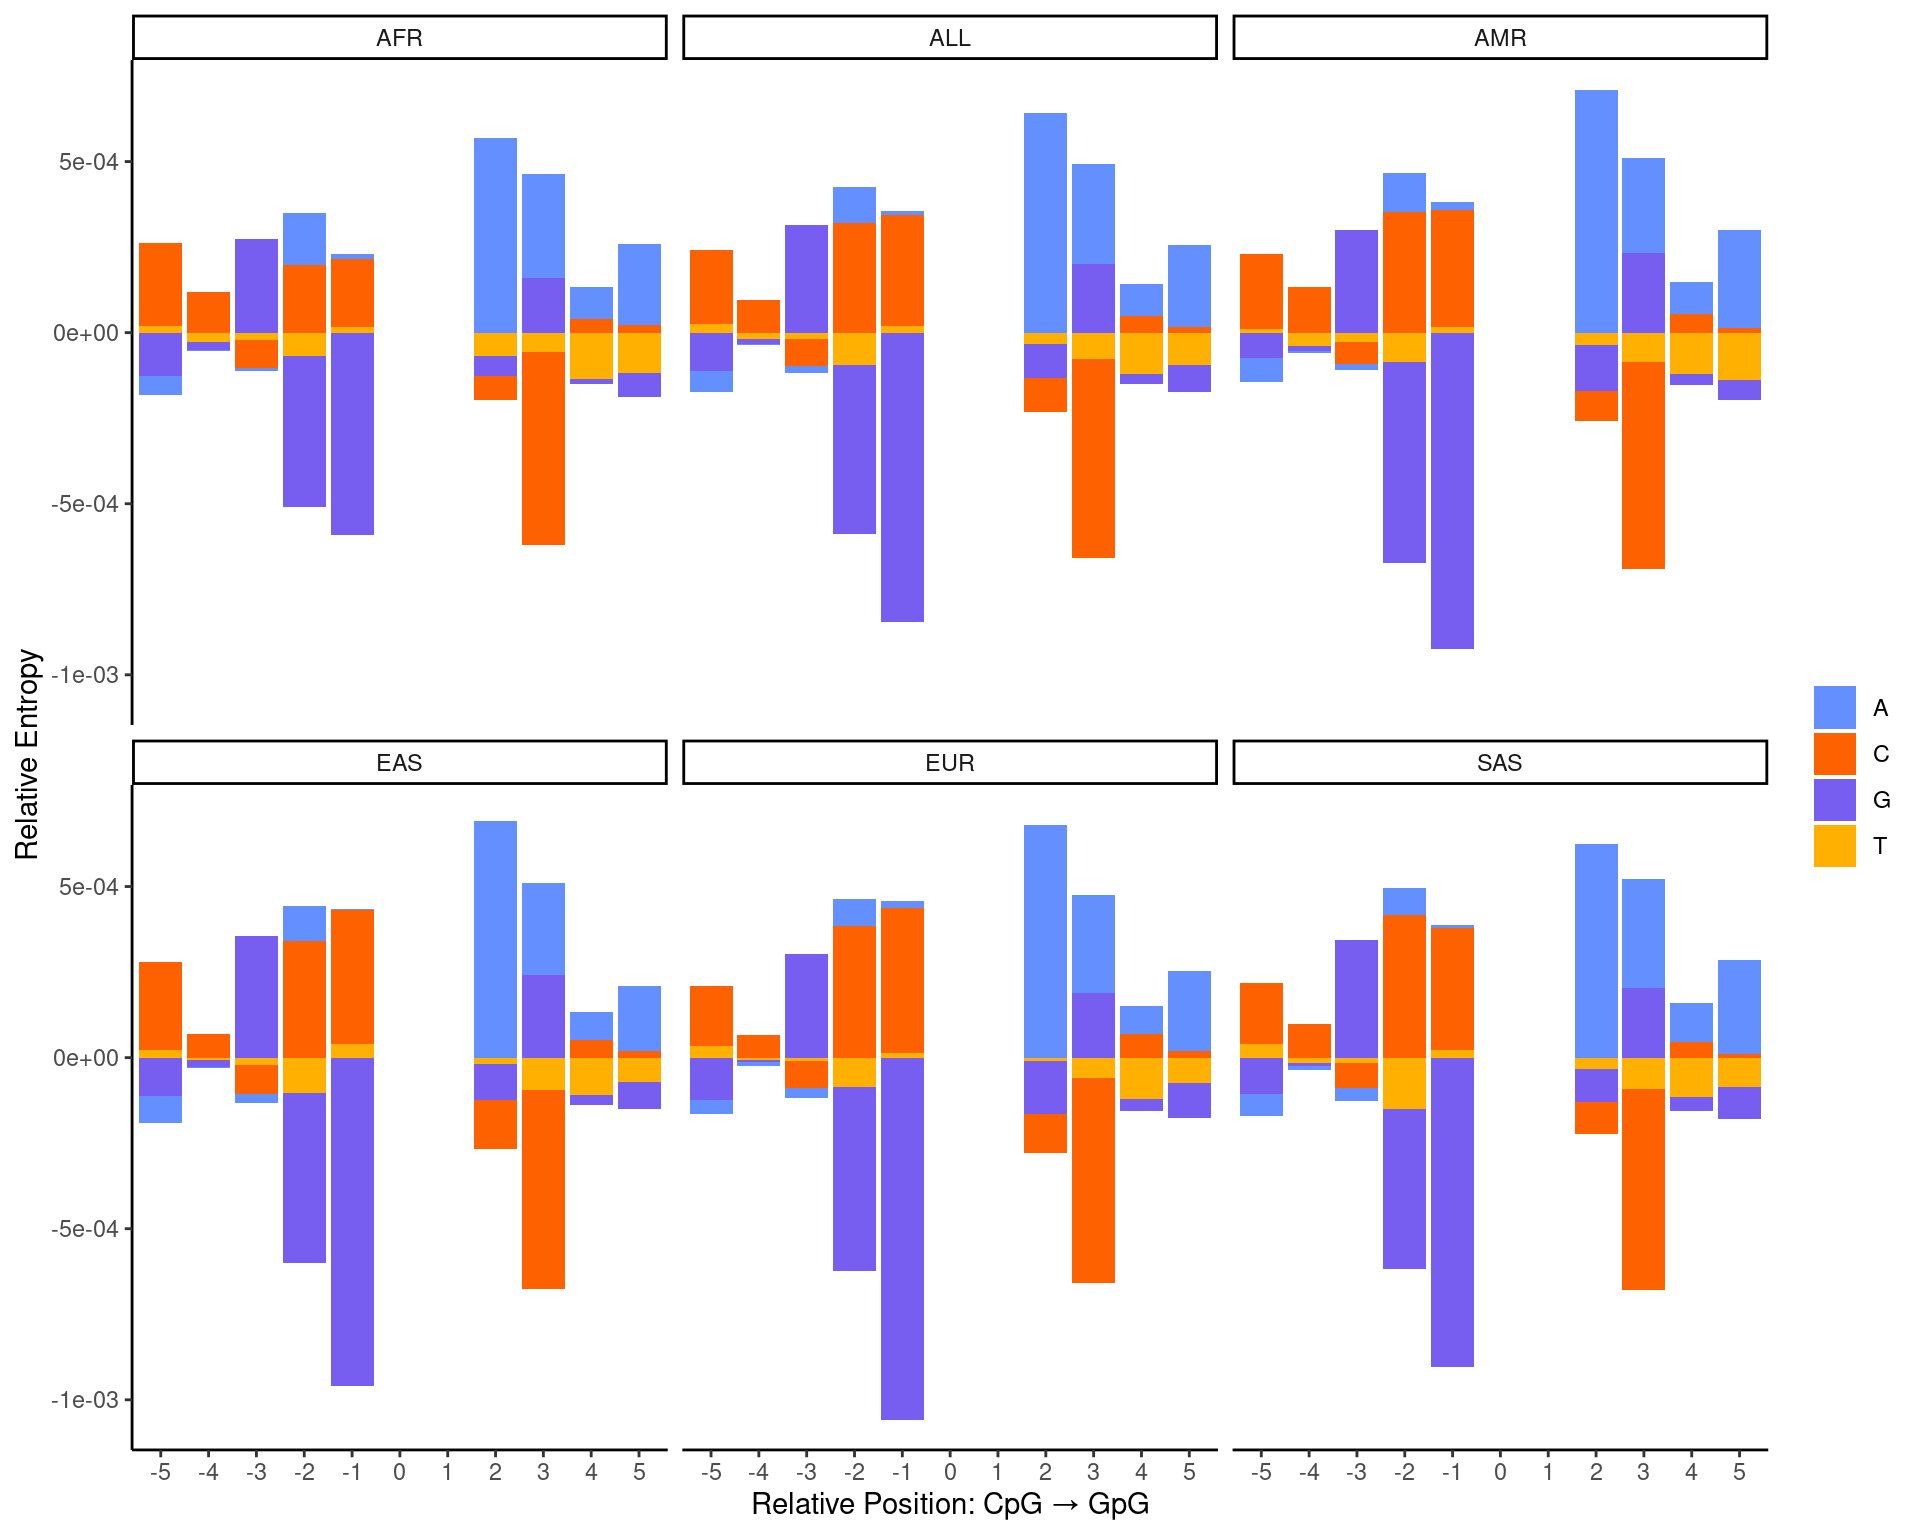 AFR ALL AMR
5e-04
0e+00
-5e-04
-1e-03
Relative Entropy
A
C
G
T
EAS EUR SAS
5e-04
0e+00
-5e-04
-1e-03
-5 -4 -3 -2 -1 0 1 2 3 4 5 -5 -4 -3 -2 -1 0 1 2 3 4 5 -5 -4 -3 -2 -1 0 1 2 3 4 5
Relative Position: CpG → GpG